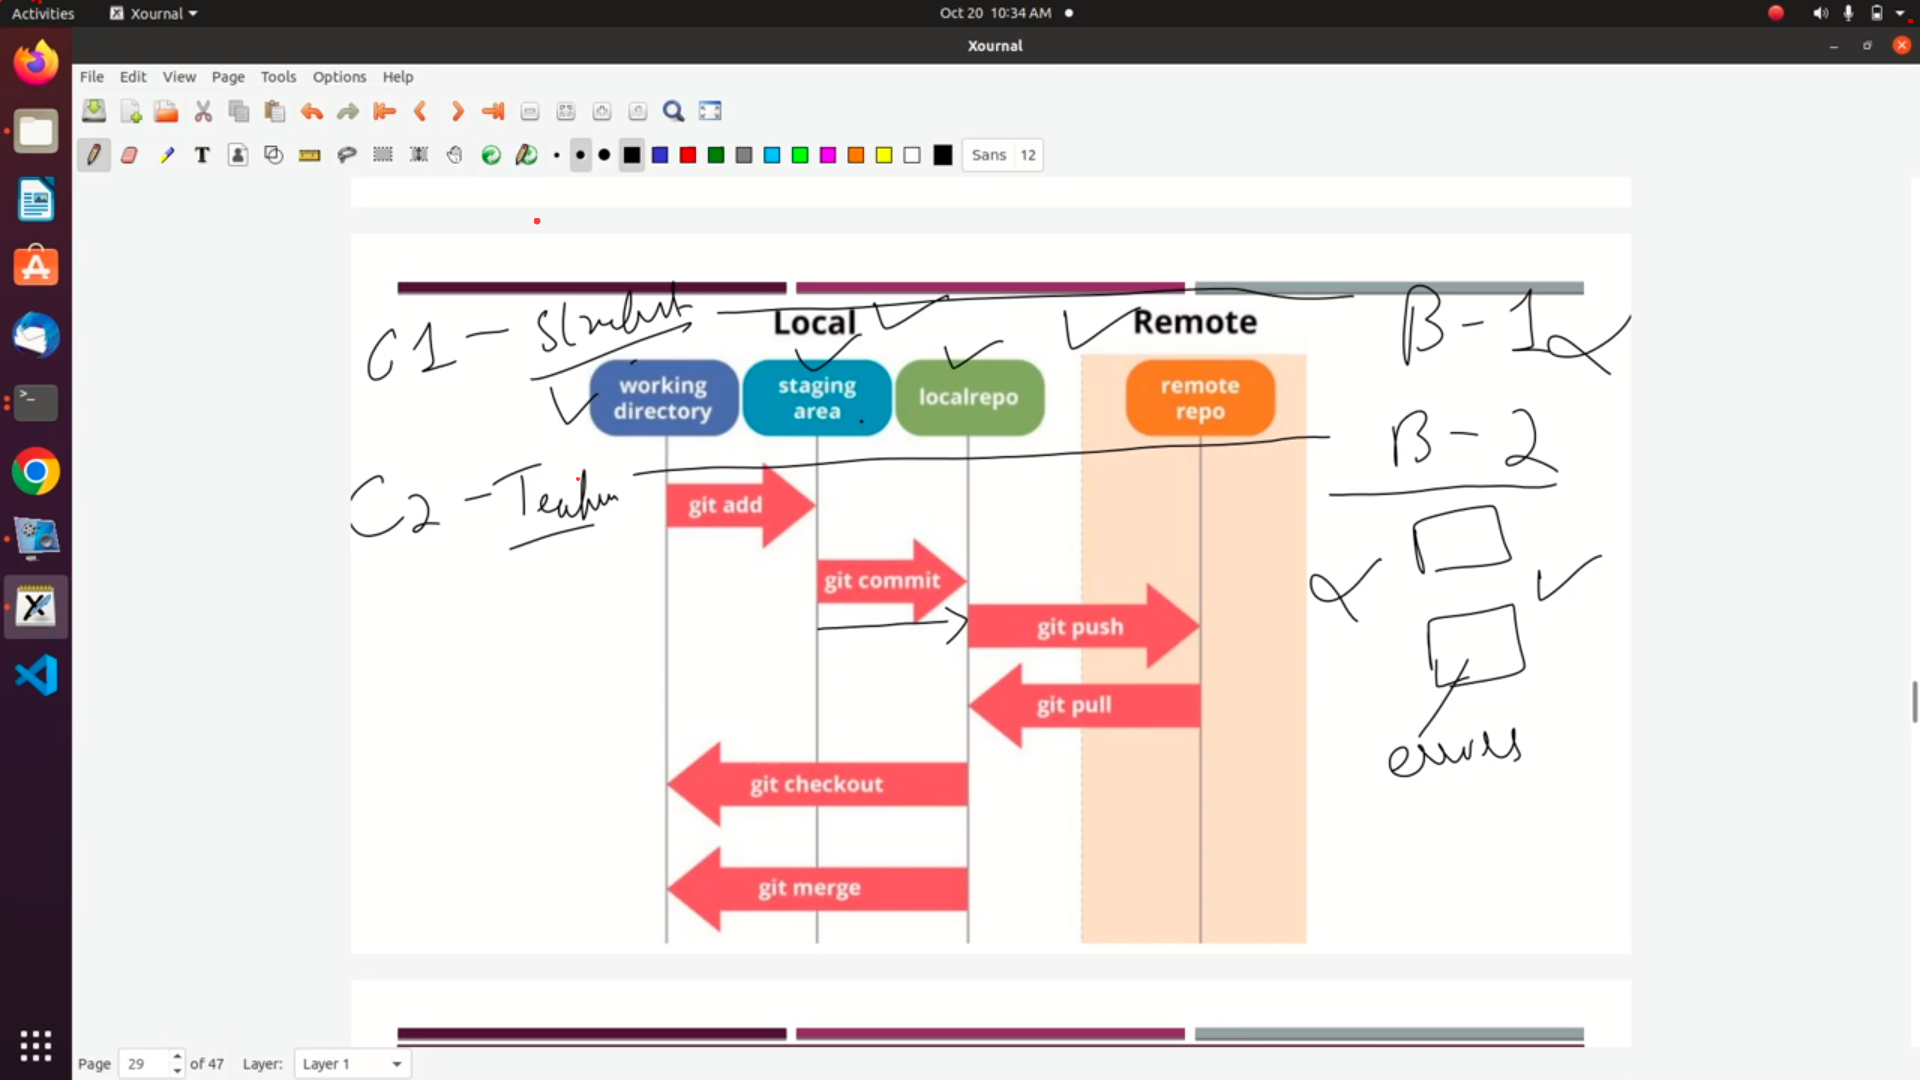 Activities
Xournal
Oct 20 10:34 AM
Xournal
File Edit View Page Tools Options Help
T
Sans 12
C1 - Student
Local
Remote
B - 1
working
directory
staging
area
localrepo
remote
repo
B - 2
C2 -
git add
git commit
git push
git pull
errors
git checkout
git merge
Page 29 of 47 Layer: Layer 1